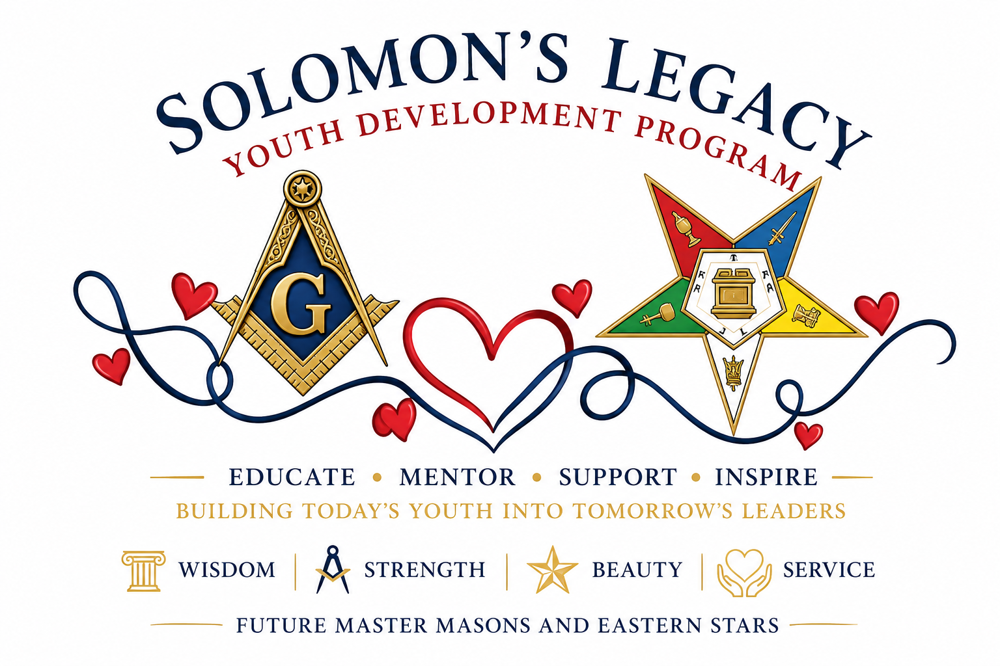 SOLOMON'S LEGACY
YOUTH DEVELOPMENT PROGRAM
G
EDUCATE • MENTOR • SUPPORT • INSPIRE
BUILDING TODAY'S YOUTH INTO TOMORROW'S LEADERS
WISDOM | STRENGTH | BEAUTY | SERVICE
FUTURE MASTER MASONS AND EASTERN STARS